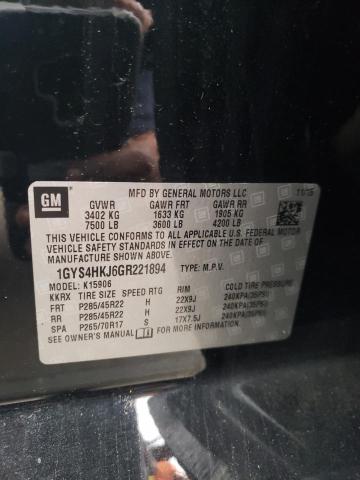 GM
MFD BY GENERAL MOTORS LLC 11/15
GVWR GAWR FRT GAWR RR
3402 KG 1633 KG 1905 KG
7500 LB 3600 LB 4200 LB
THIS VEHICLE CONFORMS TO ALL APPLICABLE U.S. FEDERAL MOTOR
VEHICLE SAFETY STANDARDS IN EFFECT ON THE DATE OF
MANUFACTURE SHOWN ABOVE.
1GYS4HKJ6GR221894 TYPE: M.P.V.
MODEL: K15906
KKRX TIRE SIZE SPEED RTG RIM COLD TIRE PRESSURE
FRT P285/45R22 H 22X9J 240KPA(35PSI)
RR P285/45R22 H 22X9J 240KPA(35PSI)
SPA P265/70R17 S 17X7.5J 240KPA(35PSI)
SEE OWNER'S MANUAL FOR MORE INFORMATION.